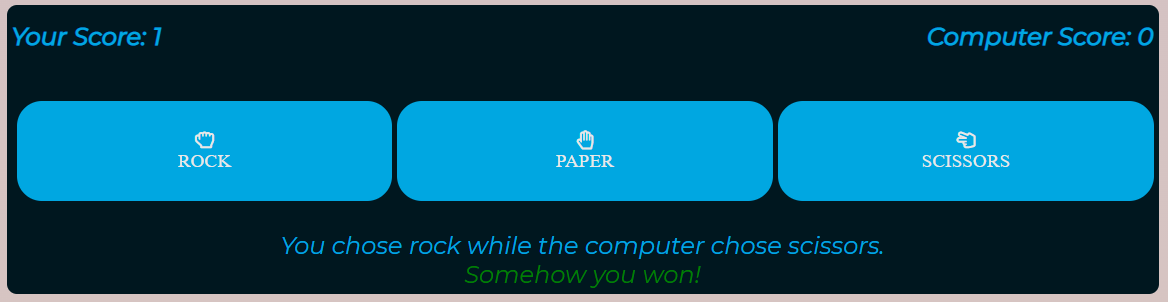 Your Score: 1
Computer Score: 0
ROCK
PAPER
SCISSORS
You chose rock while the computer chose scissors.
Somehow you won!